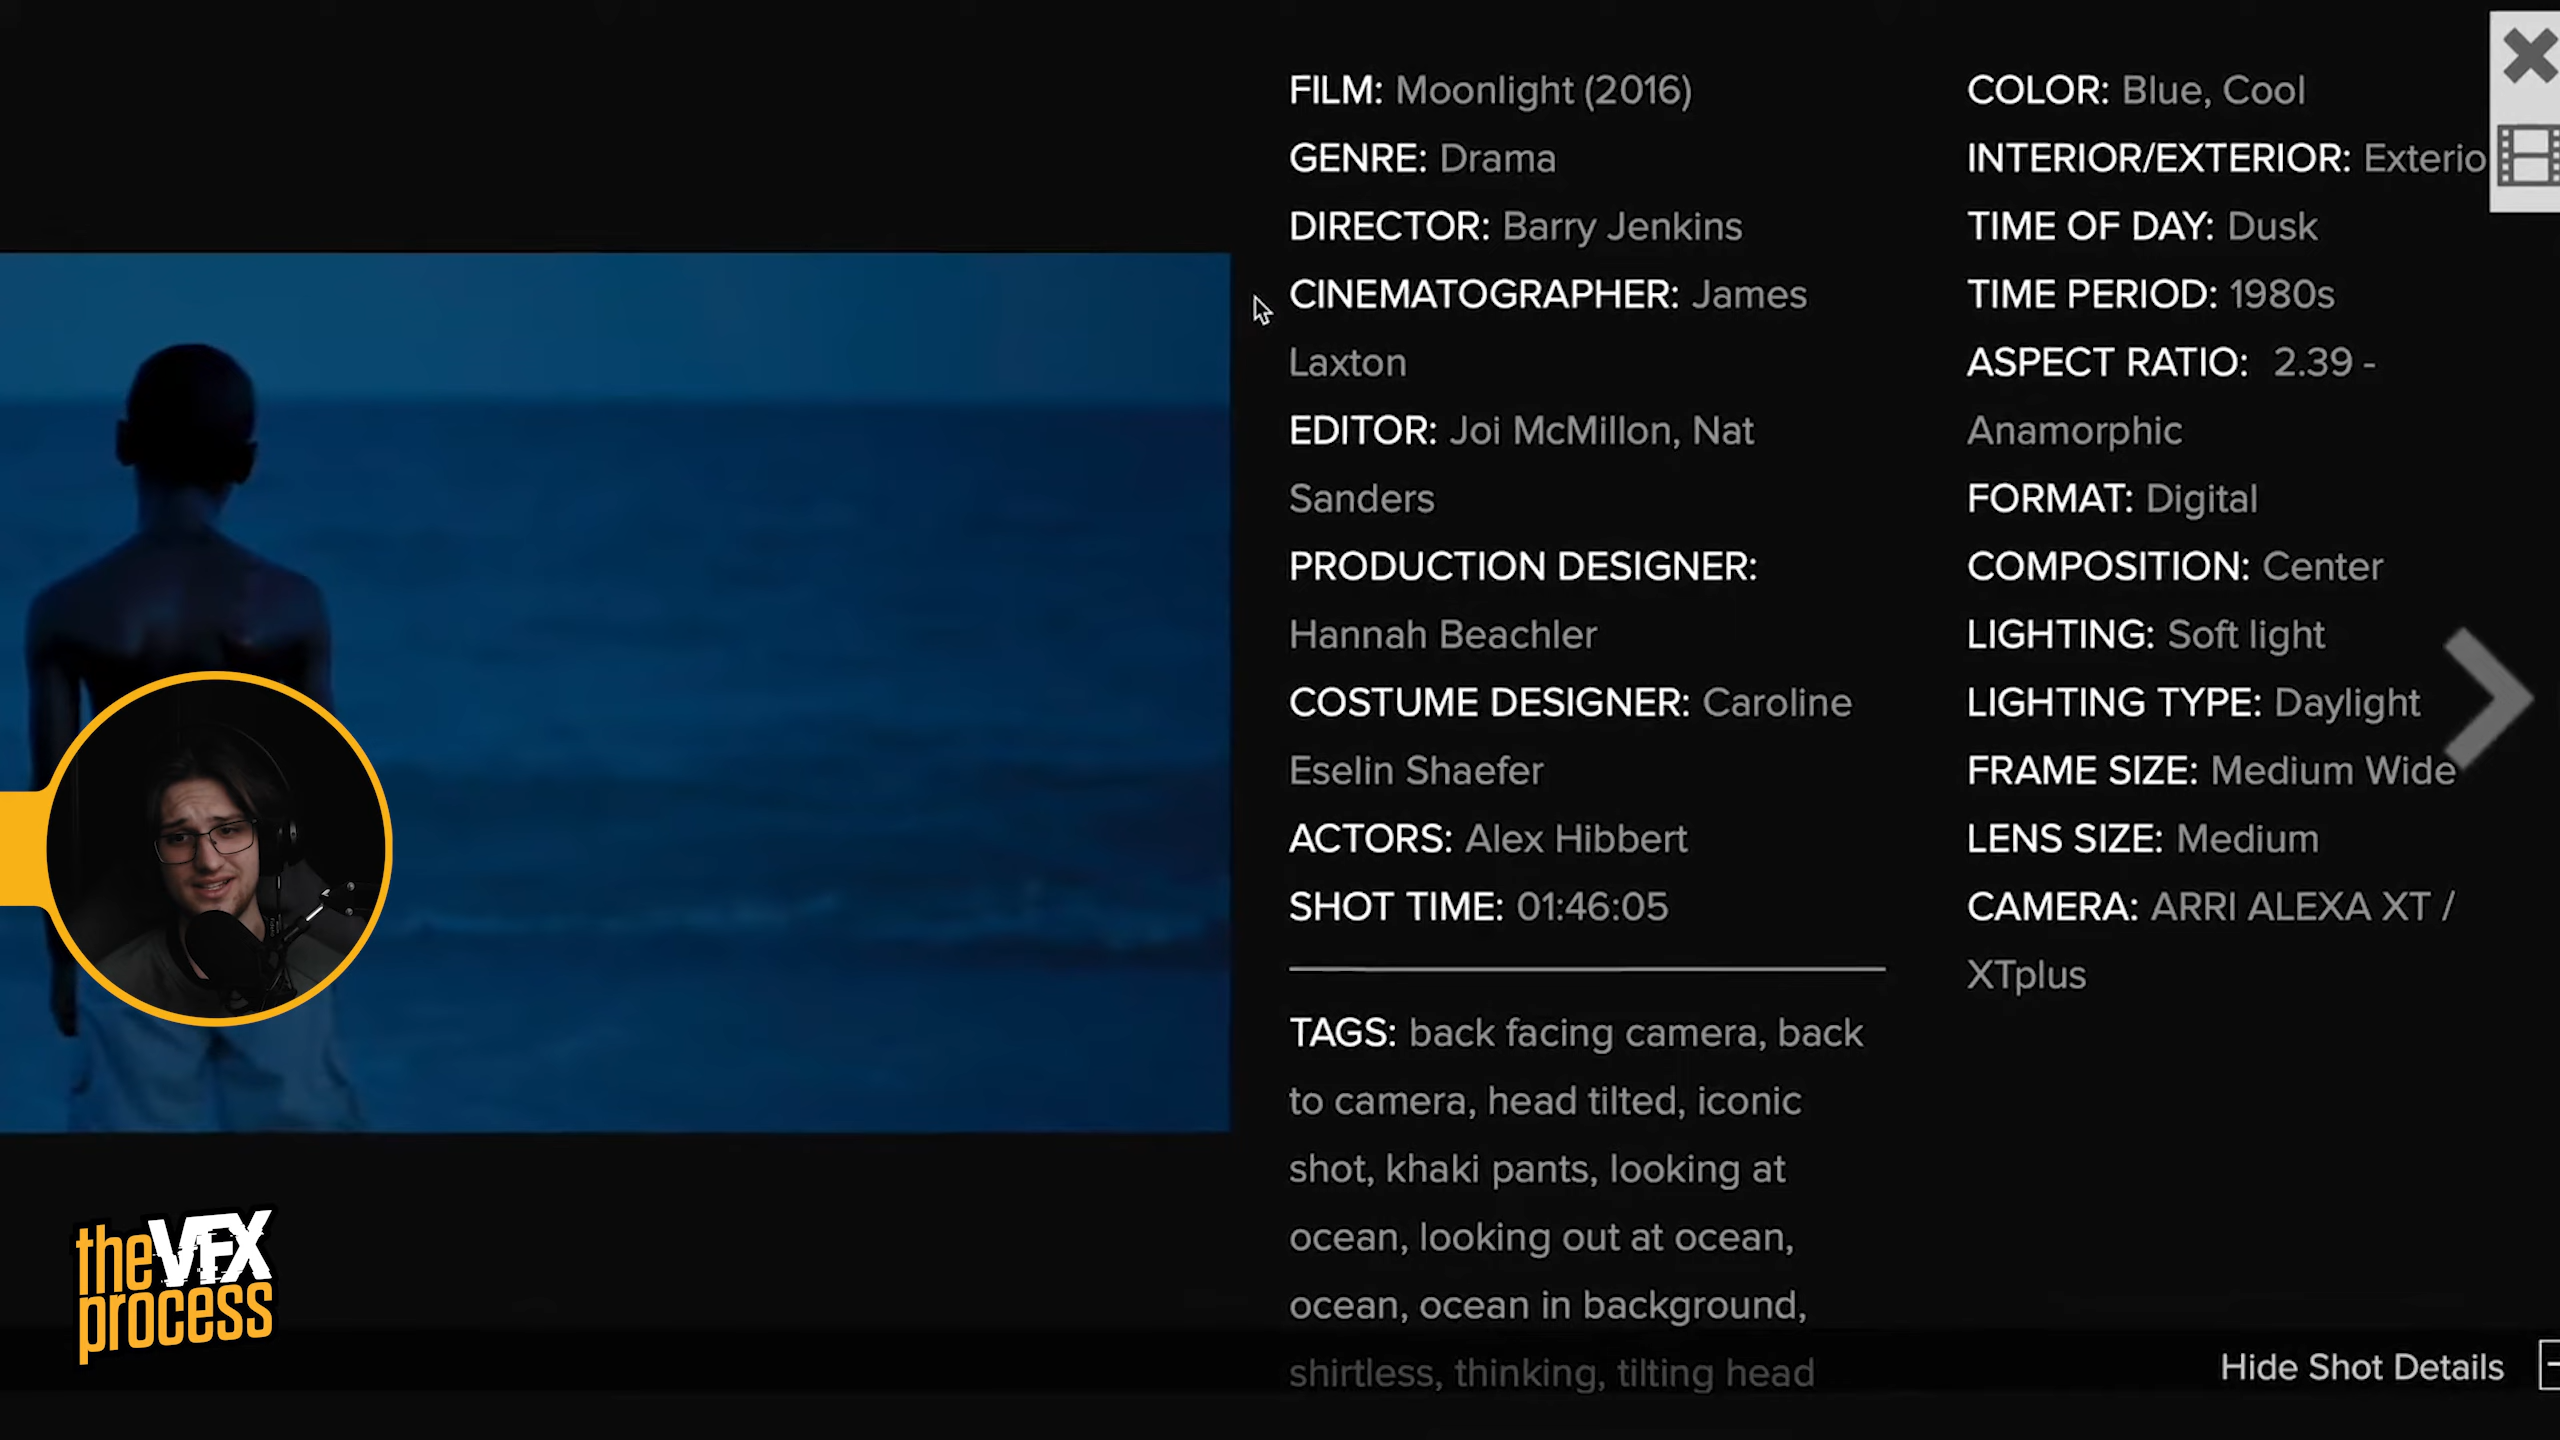 FILM: Moonlight (2016)
GENRE: Drama
DIRECTOR: Barry Jenkins
CINEMATOGRAPHER: James
Laxton
EDITOR: Joi McMillon, Nat
Sanders
PRODUCTION DESIGNER:
Hannah Beachler
COSTUME DESIGNER: Caroline
Eselin Shaefer
ACTORS: Alex Hibbert
SHOT TIME: 01:46:05
TAGS: back facing camera, back
to camera, head tilted, iconic
shot, khaki pants, looking at
ocean, looking out at ocean,
ocean, ocean in background,
shirtless, thinking, tilting head
COLOR: Blue, Cool
INTERIOR/EXTERIOR: Exterio
TIME OF DAY: Dusk
TIME PERIOD: 1980s
ASPECT RATIO: 2.39 -
Anamorphic
FORMAT: Digital
COMPOSITION: Center
LIGHTING: Soft light
LIGHTING TYPE: Daylight
FRAME SIZE: Medium Wide
LENS SIZE: Medium
CAMERA: ARRI ALEXA XT /
XTplus
the VFX
process
Hide Shot Details